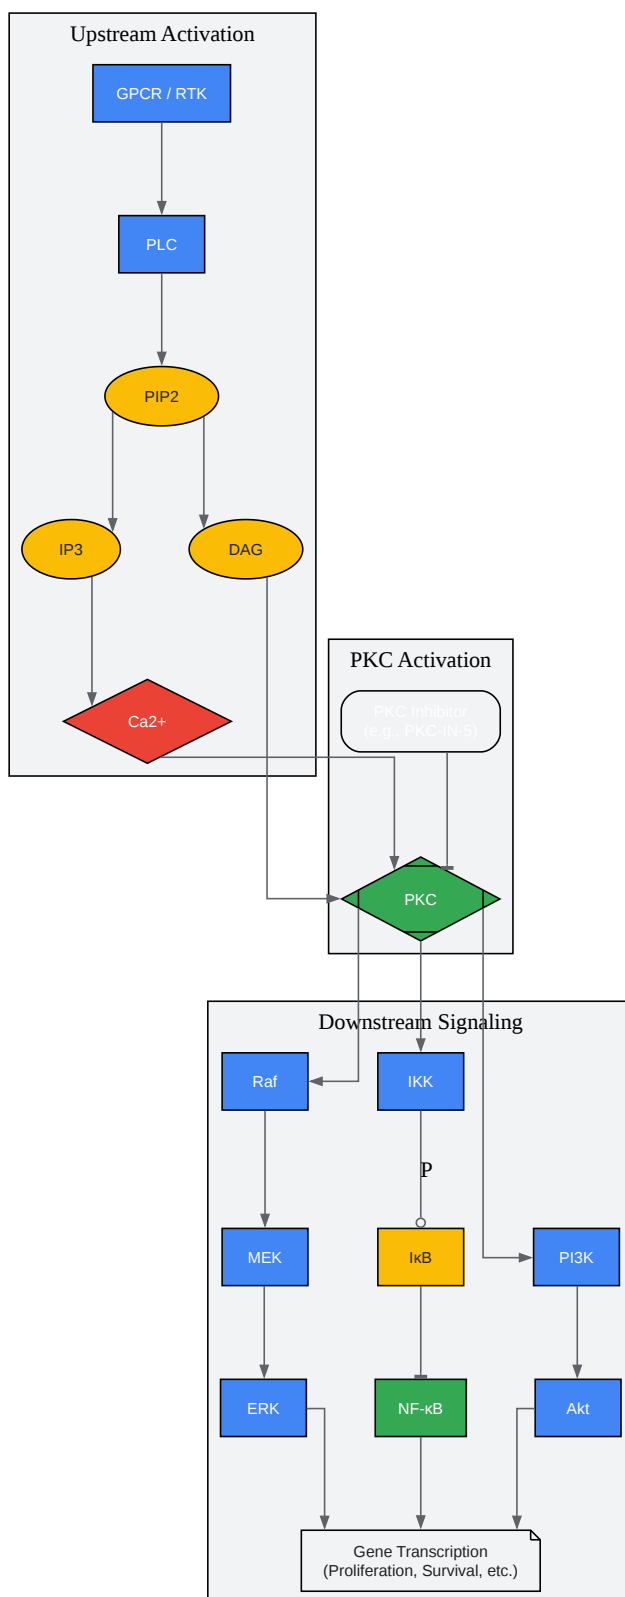 Upstream Activation
GPCR / RTK
PLC
PIP2
IP3
DAG
Ca2+
PKC Activation
PKC Inhibitor
(e.g., PKC-IN-5)
PKC
Downstream Signaling
Raf
IKK
P
MEK
IκB
PI3K
ERK
NF-κB
Akt
Gene Transcription
(Proliferation, Survival, etc.)